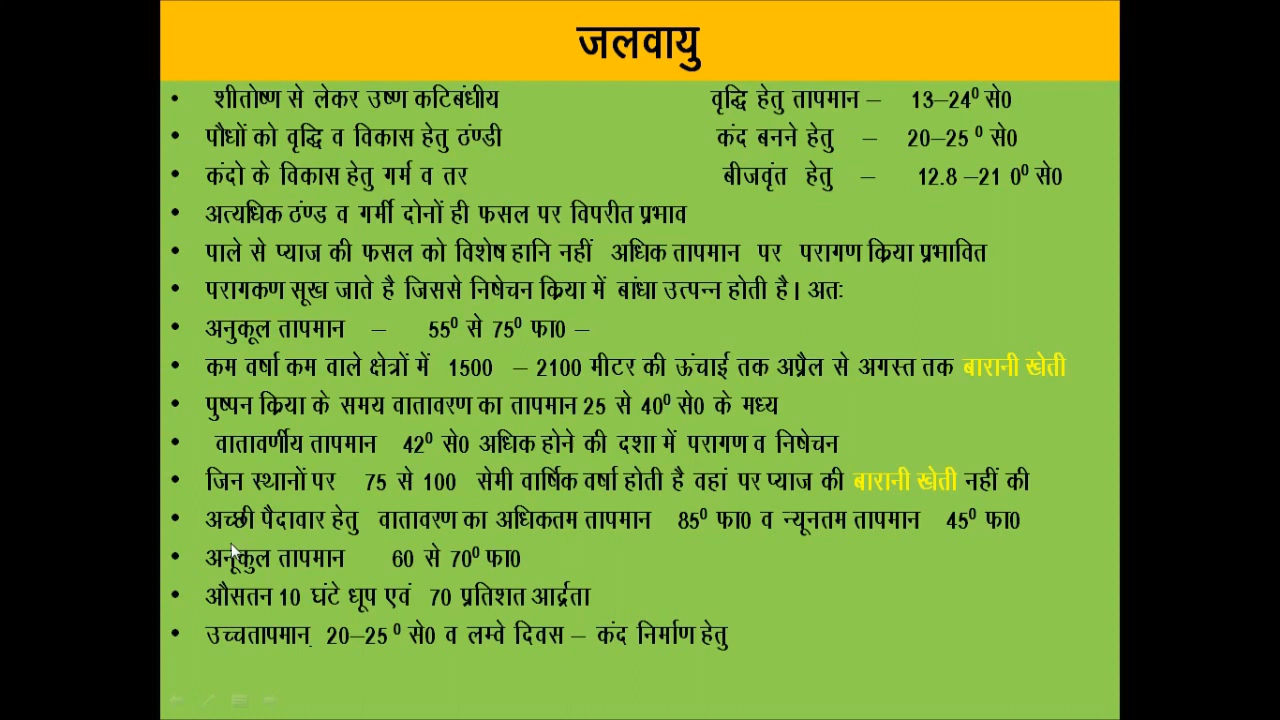 जलवायु
• शीतोष्ण से लेकर उष्ण कटिबंधीय वृद्धि हेतु तापमान – 13–24⁰ से0
• पौधों को वृद्धि व विकास हेतु ठंण्डी कंद बनने हेतु – 20–25 ⁰ से0
• कंदो के विकास हेतु गर्म व तर बीजवृंत हेतु – 12.8 –21 0⁰ से0
• अत्यधिक ठंण्ड व गर्मी दोनों ही फसल पर विपरीत प्रभाव
• पाले से प्याज की फसल को विशेष हानि नहीं अधिक तापमान पर परागण किया प्रभावित
• परागकण सूख जाते है जिससे निषेचन किया में बांधा उत्पन्न होती है। अतः
• अनुकूल तापमान – 55⁰ से 75⁰ फा0 –
• कम वर्षा कम वाले क्षेत्रों में 1500 – 2100 मीटर की ऊंचाई तक अप्रैल से अगस्त तक बारानी खेती
• पुष्पन किया के समय वातावरण का तापमान 25 से 40⁰ से0 के मध्य
• वातावर्णीय तापमान 42⁰ से0 अधिक होने की दशा में परागण व निषेचन
• जिन स्थानों पर 75 से 100 सेमी वार्षिक वर्षा होती है वहां पर प्याज की बारानी खेती नहीं की
• अच्छी पैदावार हेतु वातावरण का अधिकतम तापमान 85⁰ फा0 व न्यूनतम तापमान 45⁰ फा0
• अनूकुल तापमान 60 से 70⁰ फा0
• औसतन 10 घंटे धूप एवं 70 प्रतिशत आर्द्रता
• उच्चतापमान. 20–25 ⁰ से0 व लम्वे दिवस – कंद निर्माण हेतु